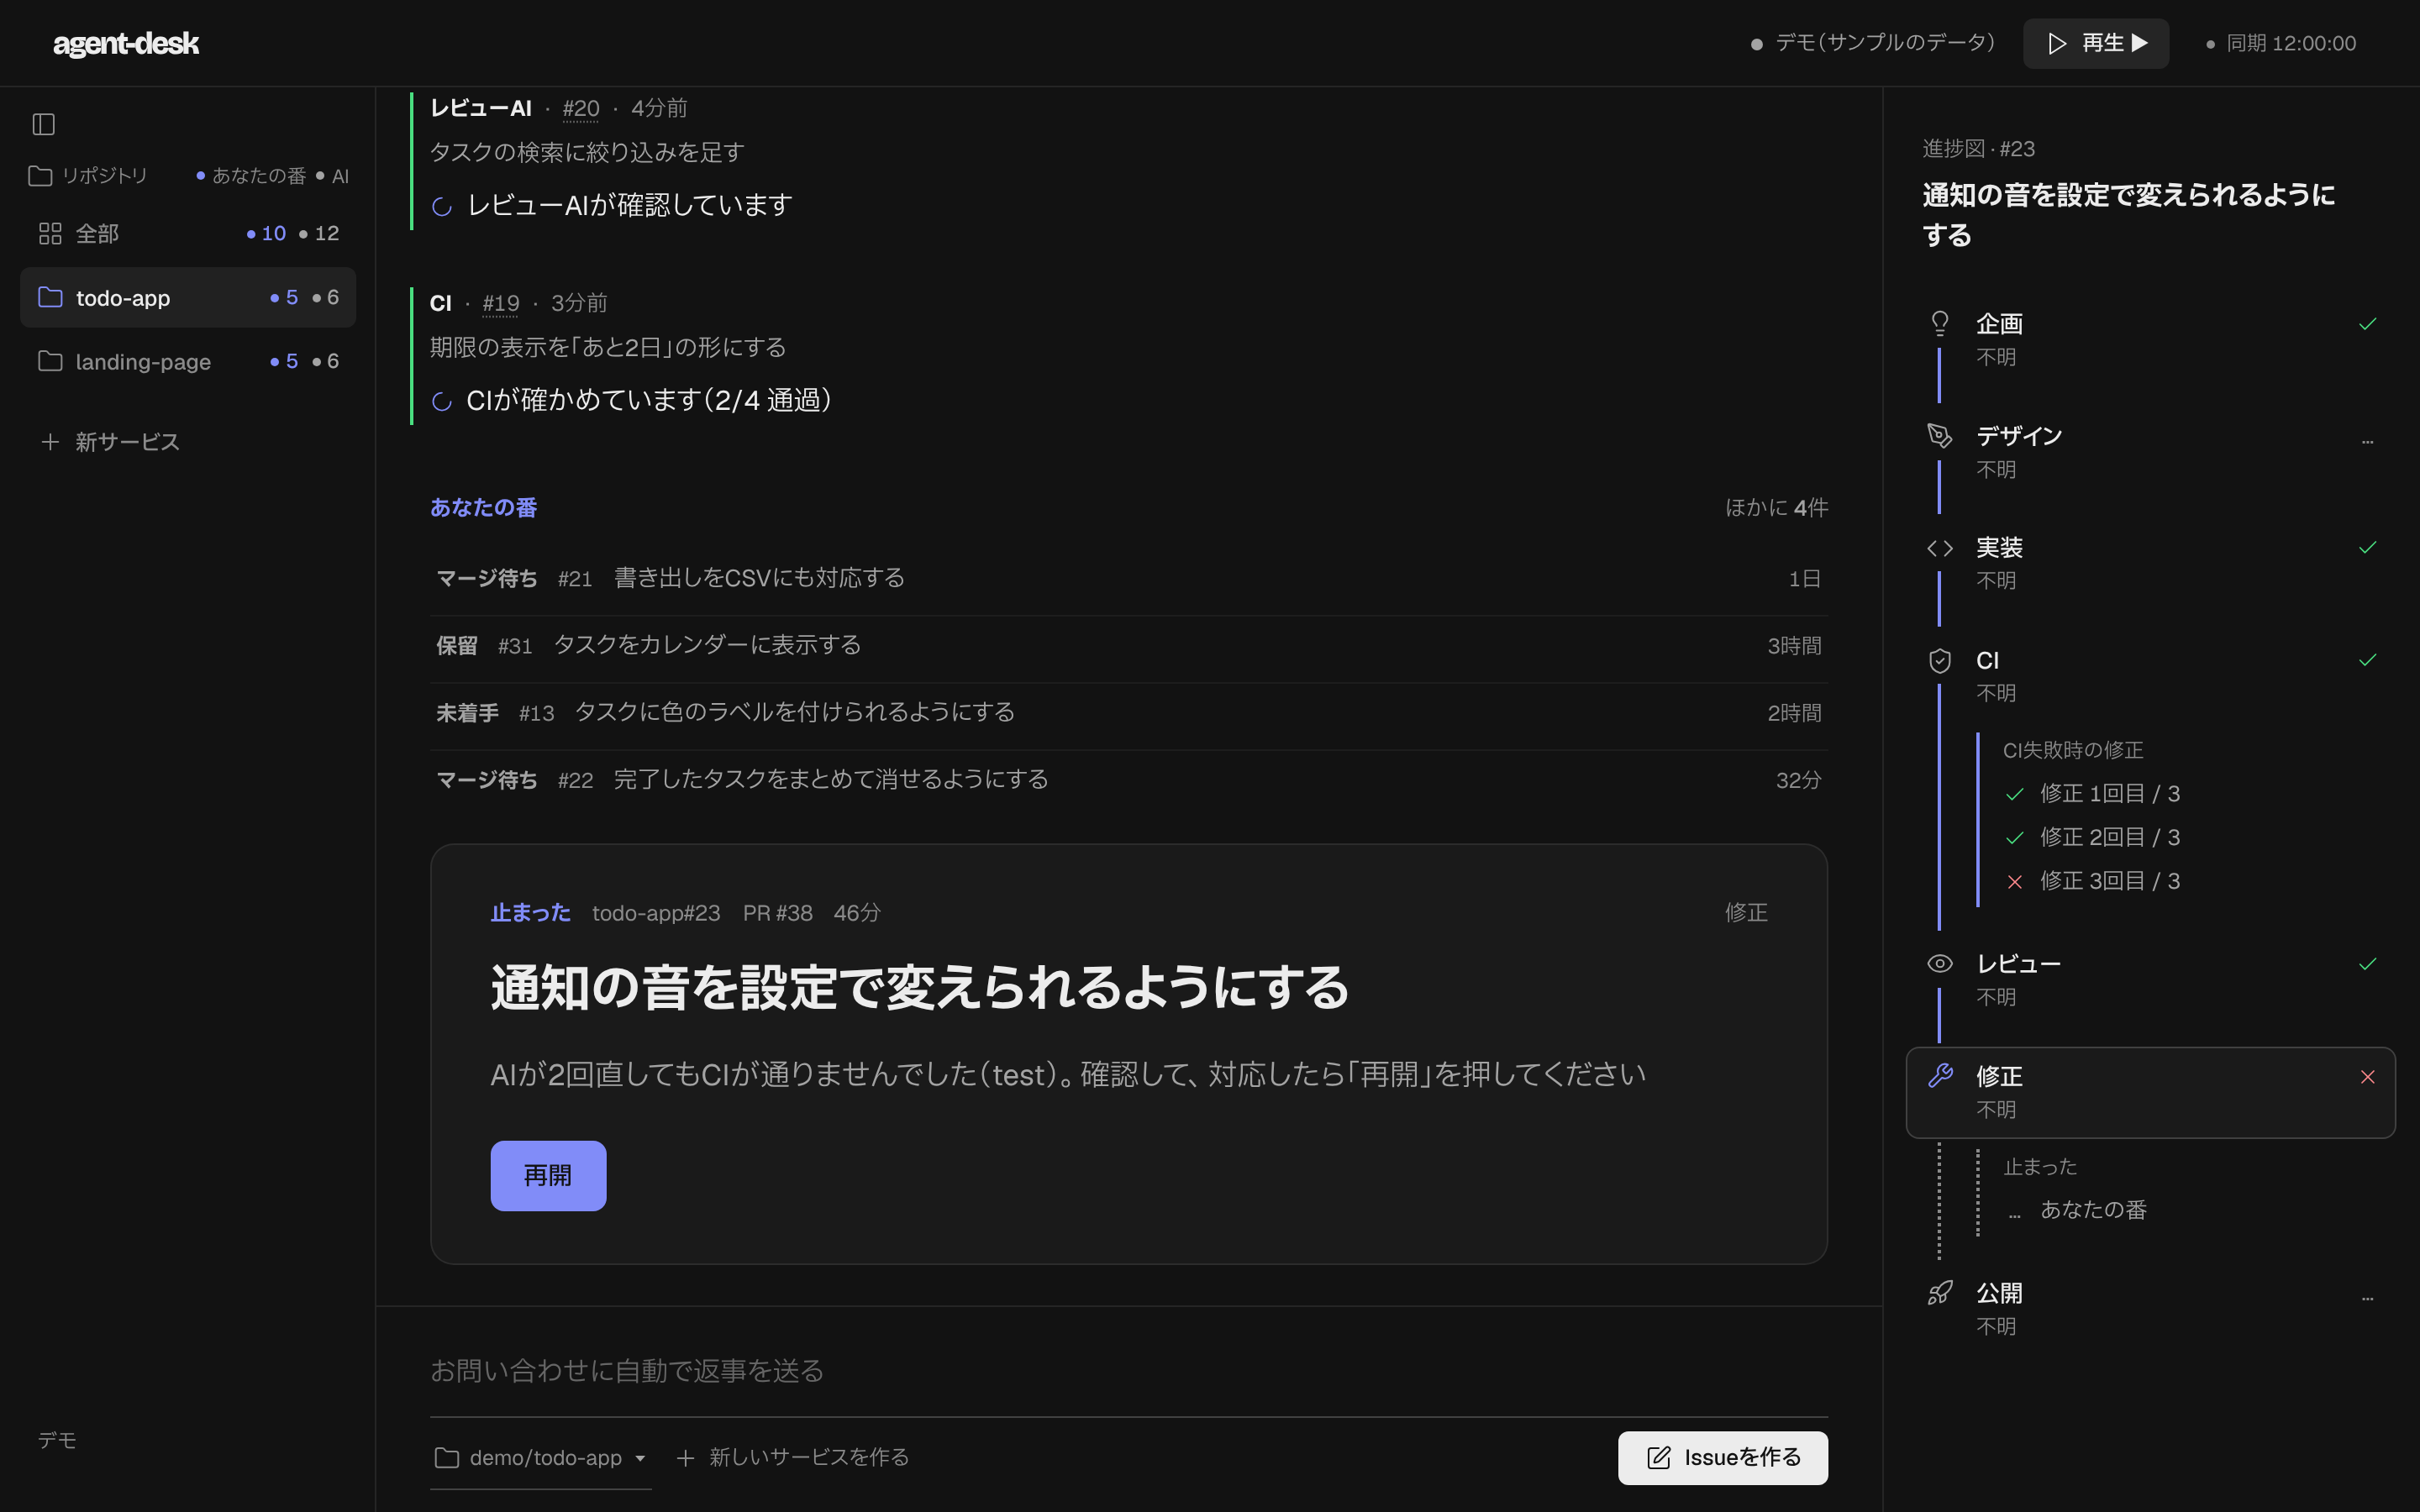 agent-desk
デモ(サンプルのデータ)
再生 ▶
同期 12:00:00
リポジトリ
あなたの番
AI
全部
10
12
todo-app
5
6
landing-page
5
6
新サービス
デモ
レビューAI · #20 · 4分前
タスクの検索に絞り込みを足す
レビューAIが確認しています
CI · #19 · 3分前
期限の表示を「あと2日」の形にする
CIが確かめています(2/4 通過)
あなたの番
ほかに 4件
マージ待ち #21 書き出しをCSVにも対応する 1日
保留 #31 タスクをカレンダーに表示する 3時間
未着手 #13 タスクに色のラベルを付けられるようにする 2時間
マージ待ち #22 完了したタスクをまとめて消せるようにする 32分
止まった todo-app#23 PR #38 46分 修正
通知の音を設定で変えられるようにする
AIが2回直してもCIが通りませんでした(test)。確認して、対応したら「再開」を押してください
再開
お問い合わせに自動で返事を送る
demo/todo-app
新しいサービスを作る
Issueを作る
進捗図 · #23
通知の音を設定で変えられるように
する
企画
不明
デザイン
...
不明
実装
不明
CI
不明
CI失敗時の修正
修正 1回目 / 3
修正 2回目 / 3
修正 3回目 / 3
レビュー
不明
修正
不明
止まった
... あなたの番
公開
...
不明